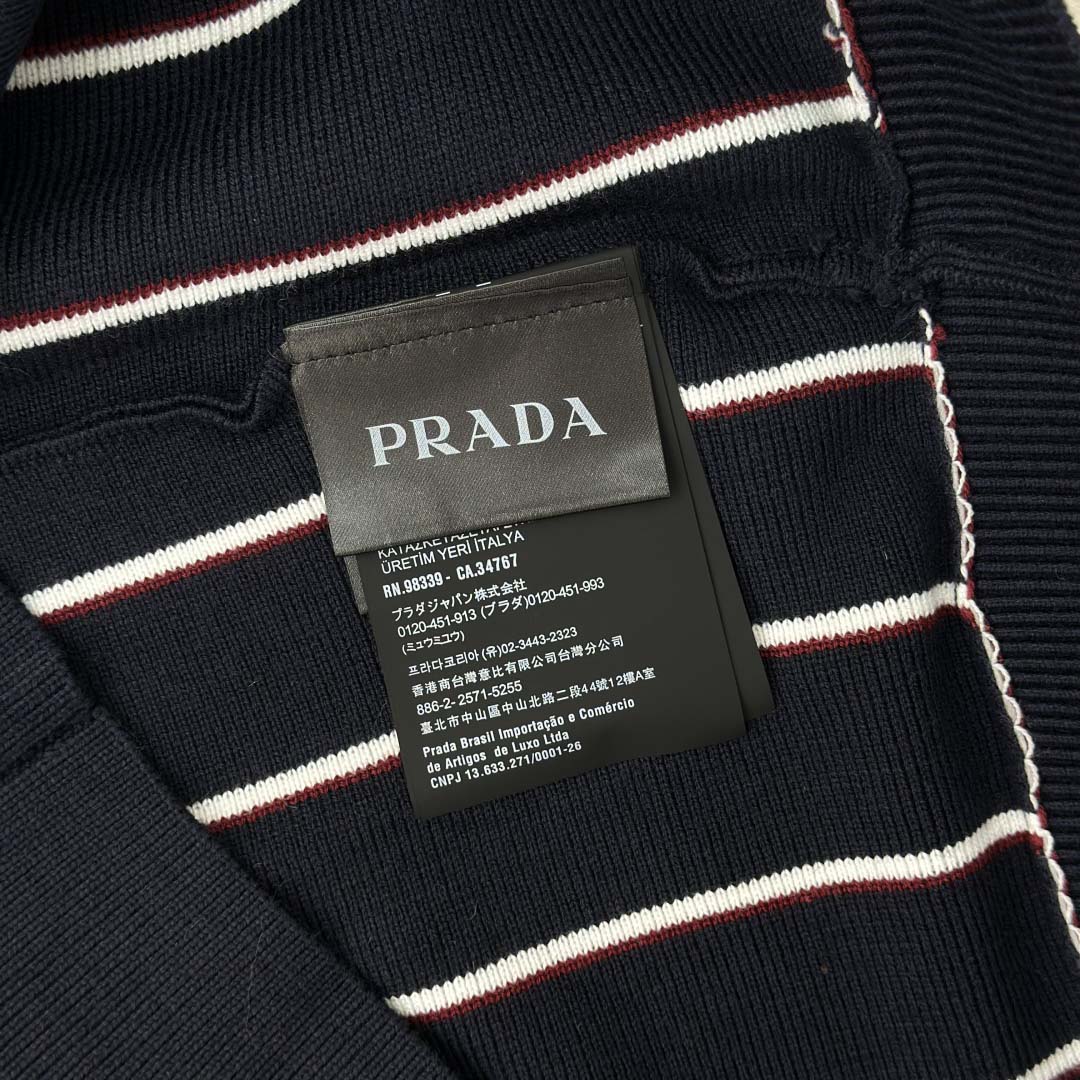 PRADA
ÜRETİM YERİ İTALYA
RN.98339 - CA.34767
プラダジャパン株式会社
0120-451-913 (プラダ)0120-451-993
(ミュウミュウ)
프라다코리아(유)02-3443-2323
香港商台灣意比有限公司台灣分公司
886-2- 2571-5255
臺北市中山區中山北路二段44號12樓A室
Prada Brasil Importação e Comércio
de Artigos de Luxo Ltda
CNPJ 13.633.271/0001-26